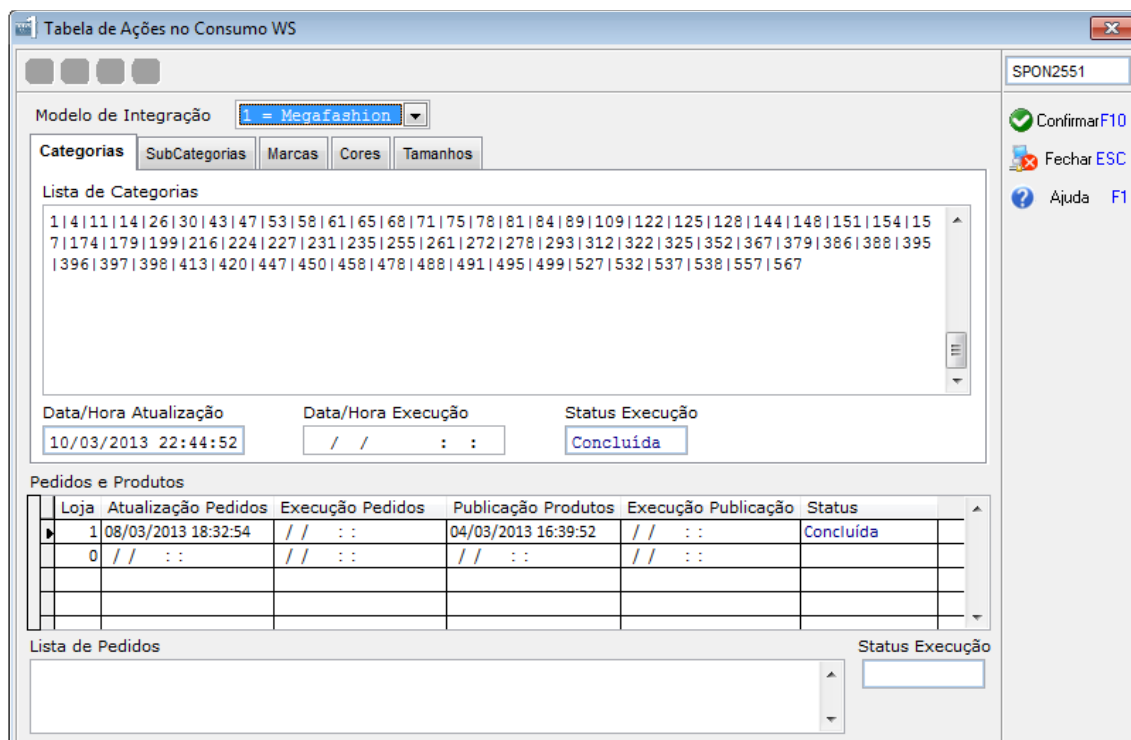 Tabela de Ações no Consumo WS
SPON2551
Modelo de Integração 1 = Megafashion
Confirmar F10
Fechar ESC
Ajuda F1
Categorias SubCategorias Marcas Cores Tamanhos
Lista de Categorias
1|4|11|14|26|30|43|47|53|58|61|65|68|71|75|78|81|84|89|109|122|125|128|144|148|151|154|15
7|174|179|199|216|224|227|231|235|255|261|272|278|293|312|322|325|352|367|379|386|388|395
|396|397|398|413|420|447|450|458|478|488|491|495|499|527|532|537|538|557|567
Data/Hora Atualização Data/Hora Execução Status Execução
10/03/2013 22:44:52 / / : : Concluída
Pedidos e Produtos
Loja Atualização Pedidos Execução Pedidos Publicação Produtos Execução Publicação Status
1 08/03/2013 18:32:54 / / : : 04/03/2013 16:39:52 / / : : Concluída
0 / / : : / / : : / / : : / / : :
Lista de Pedidos Status Execução